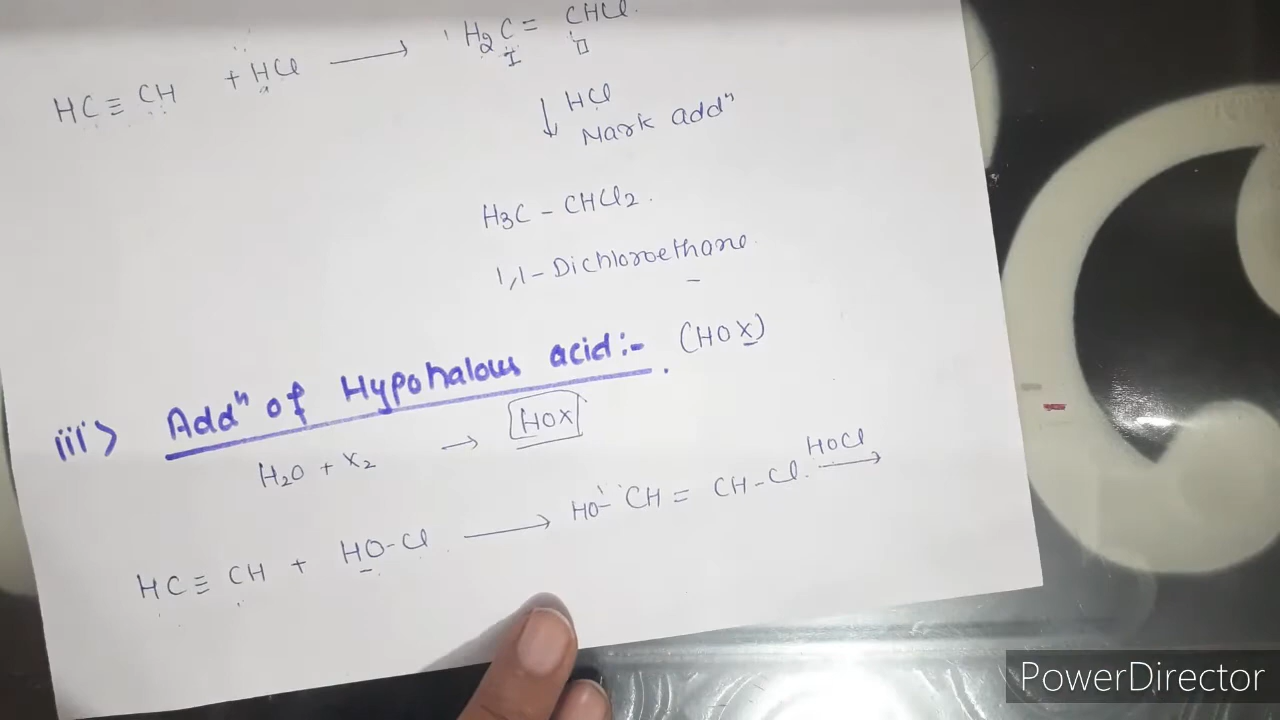 HC ≡ CH + HCl ⟶ H2C = CHCl.
I II
↓ HCl
Mark addⁿ
H3C - CHCl2.
1,1 - Dichloroethane.
iii> Addⁿ of Hypohalous acid:- (HOX)
H2O + X2 → HOX
HC ≡ CH + HO-Cl ⟶ HO-CH = CH-Cl. HOCl ⟶
PowerDirector